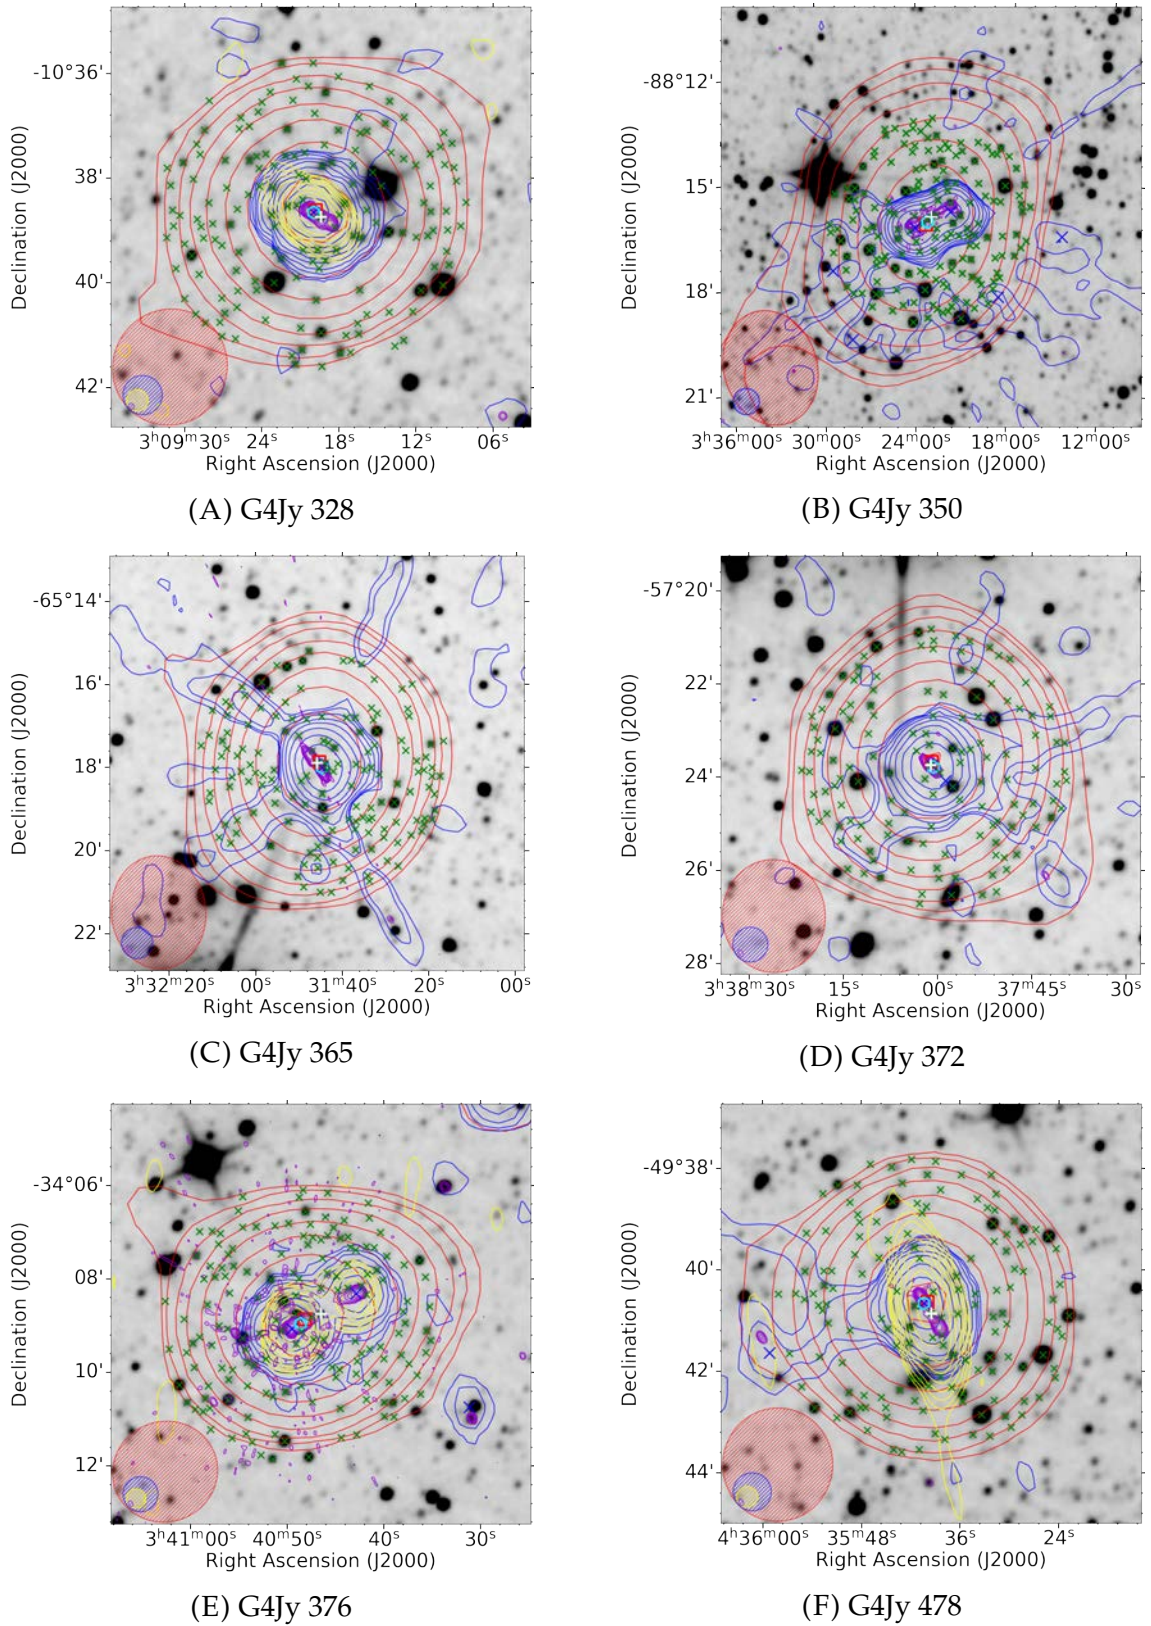 -10°36'
38'
40'
42'
Declination (J2000)
3ʰ09ᵐ30ˢ 24ˢ 18ˢ 12ˢ 06ˢ
Right Ascension (J2000)
(A) G4Jy 328
-88°12'
15'
18'
21'
Declination (J2000)
3ʰ36ᵐ00ˢ 30ᵐ00ˢ 24ᵐ00ˢ 18ᵐ00ˢ 12ᵐ00ˢ
Right Ascension (J2000)
(B) G4Jy 350
-65°14'
16'
18'
20'
22'
Declination (J2000)
3ʰ32ᵐ20ˢ 00ˢ 31ᵐ40ˢ 20ˢ 00ˢ
Right Ascension (J2000)
(C) G4Jy 365
-57°20'
22'
24'
26'
28'
Declination (J2000)
3ʰ38ᵐ30ˢ 15ˢ 00ˢ 37ᵐ45ˢ 30ˢ
Right Ascension (J2000)
(D) G4Jy 372
-34°06'
08'
10'
12'
Declination (J2000)
3ʰ41ᵐ00ˢ 40ᵐ50ˢ 40ˢ 30ˢ
Right Ascension (J2000)
(E) G4Jy 376
-49°38'
40'
42'
44'
Declination (J2000)
4ʰ36ᵐ00ˢ 35ᵐ48ˢ 36ˢ 24ˢ
Right Ascension (J2000)
(F) G4Jy 478